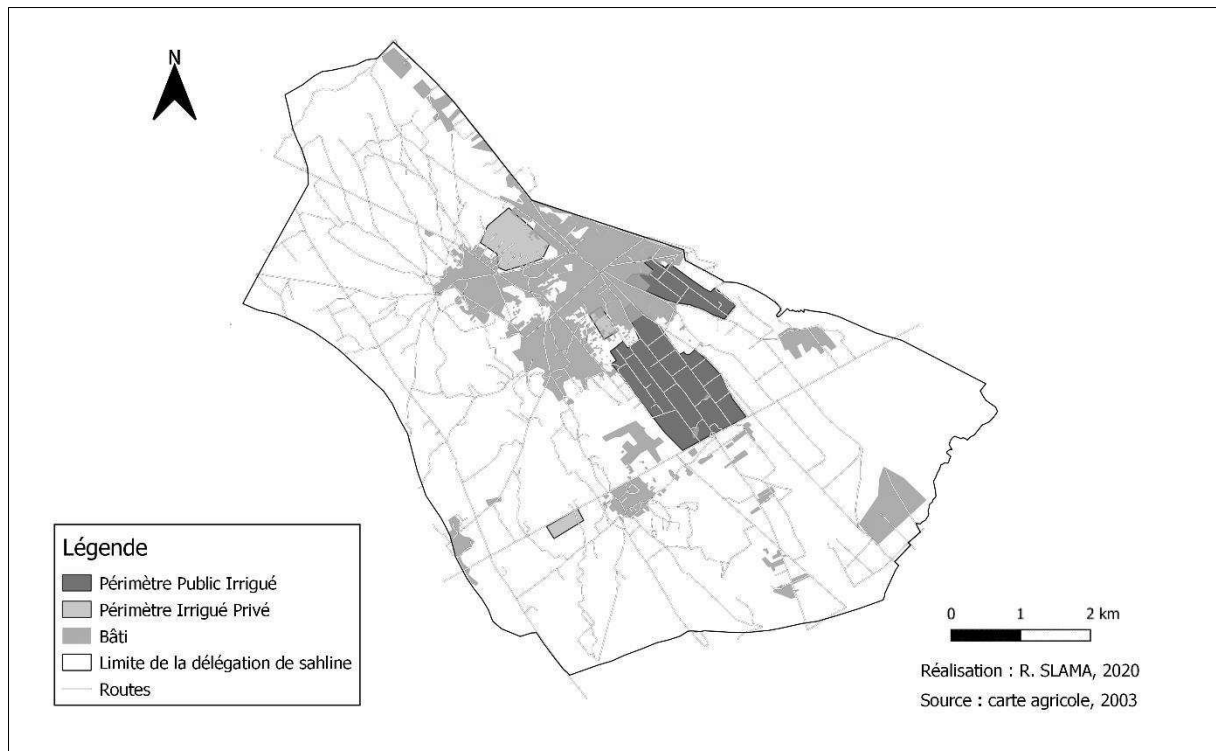 N
Légende
Périmètre Public Irrigué
Périmètre Irrigué Privé
Bâti
Limite de la délégation de sahline
Routes
0 1 2 km
Réalisation : R. SLAMA, 2020
Source : carte agricole, 2003